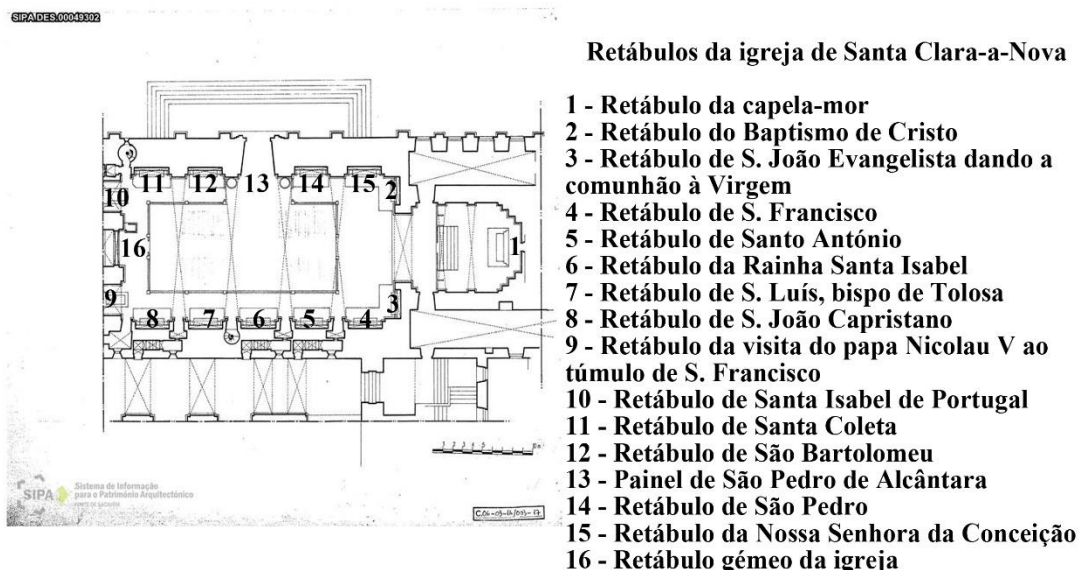 SIPA DES.00049302
Retábulos da igreja de Santa Clara-a-Nova
1 - Retábulo da capela-mor
2 - Retábulo do Baptismo de Cristo
3 - Retábulo de S. João Evangelista dando a
comunhão à Virgem
4 - Retábulo de S. Francisco
5 - Retábulo de Santo António
6 - Retábulo da Rainha Santa Isabel
7 - Retábulo de S. Luís, bispo de Tolosa
8 - Retábulo de S. João Capristano
9 - Retábulo da visita do papa Nicolau V ao
túmulo de S. Francisco
10 - Retábulo de Santa Isabel de Portugal
11 - Retábulo de Santa Coleta
12 - Retábulo de São Bartolomeu
13 - Painel de São Pedro de Alcântara
14 - Retábulo de São Pedro
15 - Retábulo da Nossa Senhora da Conceição
16 - Retábulo gémeo da igreja
11 12 13 14 15
10
2
16
1
9
3
8 7 6 5 4
1 2 3 4 5
SIPA
Sistema de Informação
para o Património Arquitectónico